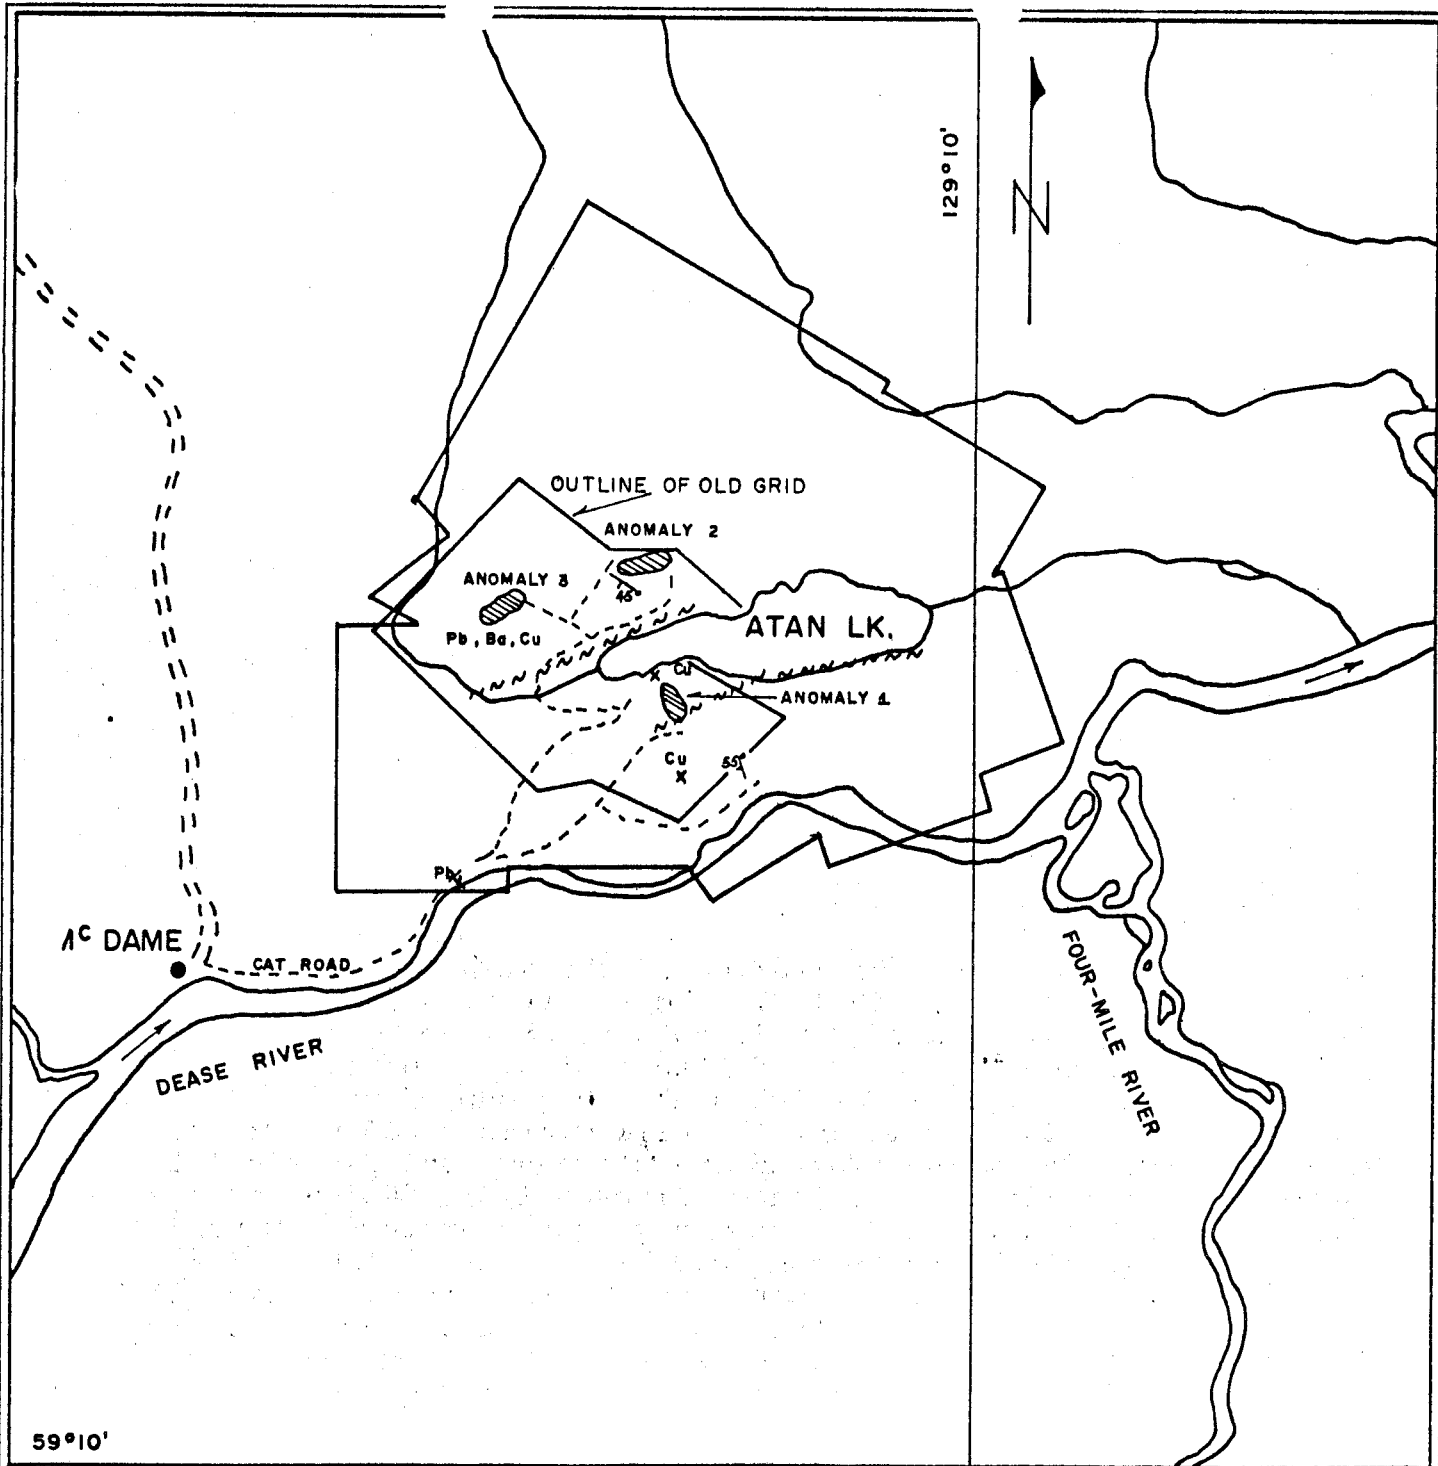 129°10'
N
OUTLINE OF OLD GRID
ANOMALY 2
ANOMALY 3
45°
Pb, Ba, Cu
ATAN LK.
Cu
X
ANOMALY 1
Cu
X
55°
Pb
DAME
CAT ROAD
DEASE RIVER
FOUR-MILE RIVER
59°10'